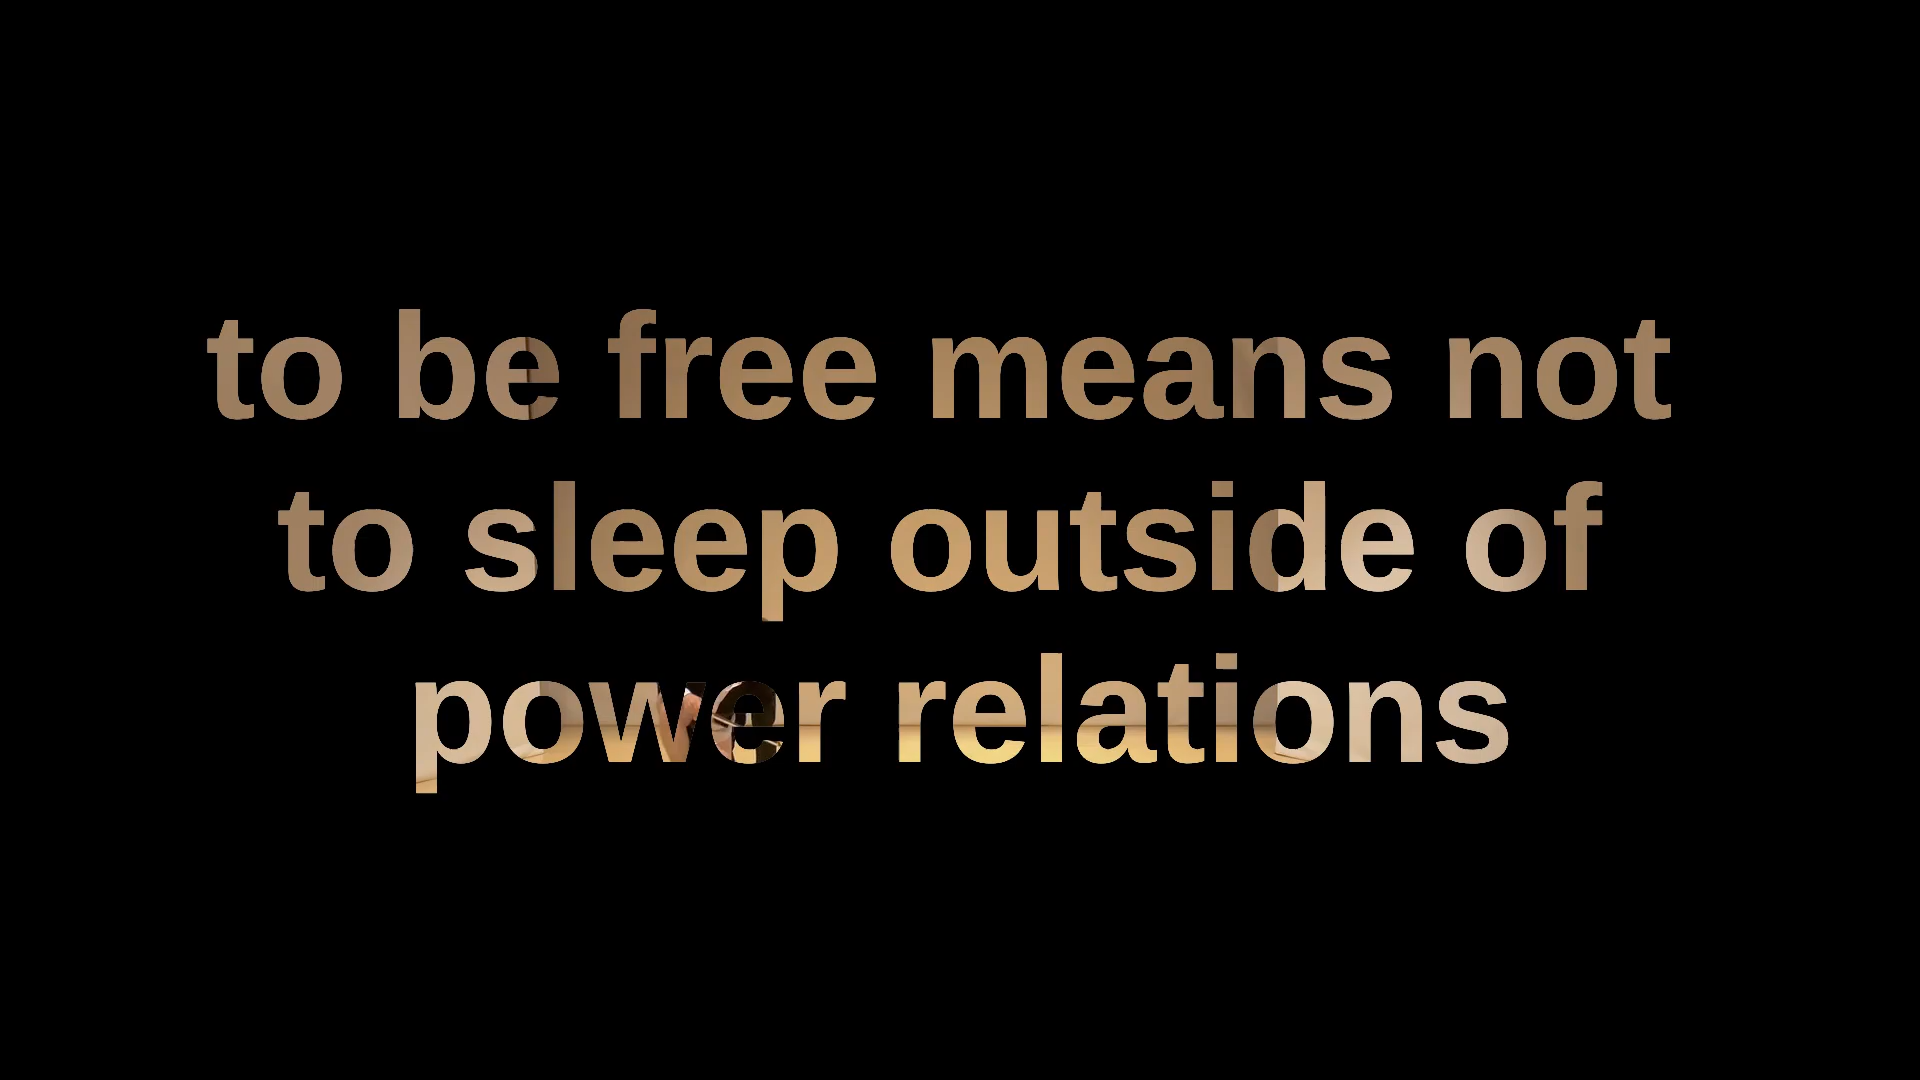 to be free means not
to sleep outside of
power relations